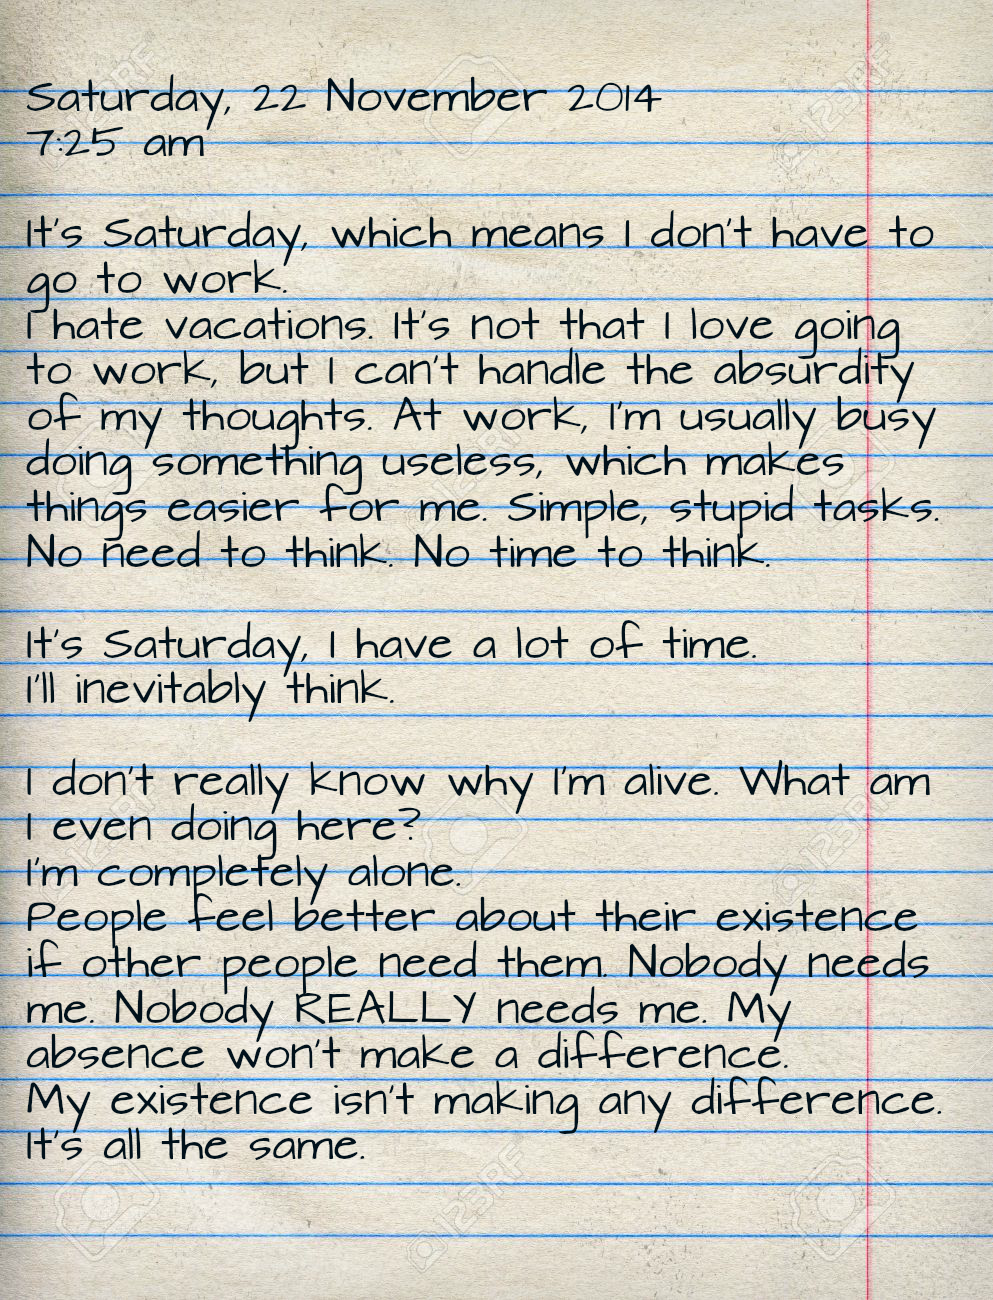 Saturday, 22 November 2014
7:25 am
It's Saturday, which means I don't have to
go to work.
I hate vacations. It's not that I love going
to work, but I can't handle the absurdity
of my thoughts. At work, I'm usually busy
doing something useless, which makes
things easier for me. Simple, stupid tasks.
No need to think. No time to think.
It's Saturday, I have a lot of time.
I'll inevitably think.
I don't really know why I'm alive. What am
I even doing here?
I'm completely alone.
People feel better about their existence
if other people need them. Nobody needs
me. Nobody REALLY needs me. My
absence won't make a difference.
My existence isn't making any difference.
It's all the same.